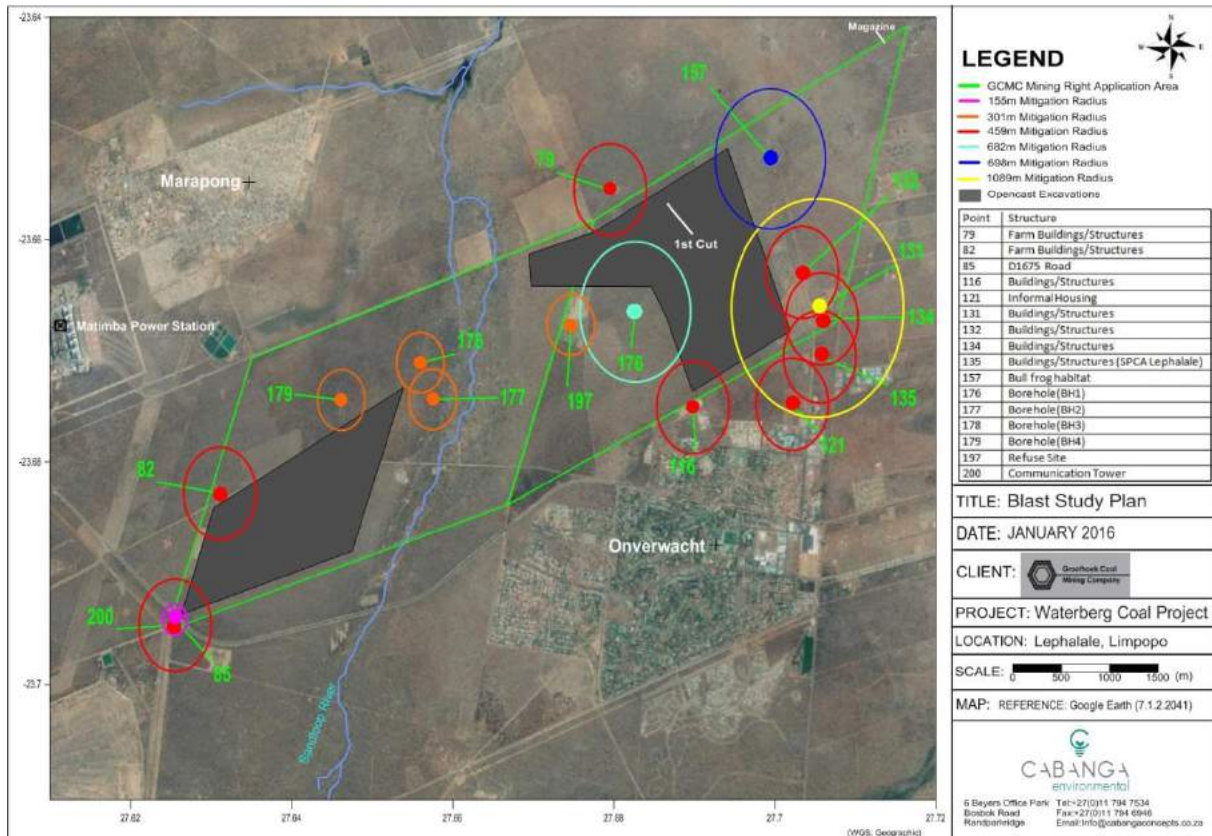 -23.64
-23.66
-23.68
-23.7
27.62
27.64
27.66
27.68
27.7
27.72
(WGS; Geographic)
Magazine
157
79
Marapong
132
131
1st Cut
Matimba Power Station
178
134
179
177
197
176
135
82
116
121
Onverwacht
200
85
Sandloop River
N
E
S
W
LEGEND
GCMC Mining Right Application Area
155m Mitigation Radius
301m Mitigation Radius
459m Mitigation Radius
682m Mitigation Radius
698m Mitigation Radius
1089m Mitigation Radius
Opencast Excavations
Point Structure
79 Farm Buildings/Structures
82 Farm Buildings/Structures
85 D1675 Road
116 Buildings/Structures
121 Informal Housing
131 Buildings/Structures
132 Buildings/Structures
134 Buildings/Structures
135 Buildings/Structures (SPCA Lephalale)
157 Bull frog habitat
176 Borehole (BH1)
177 Borehole (BH2)
178 Borehole (BH3)
179 Borehole (BH4)
197 Refuse Site
200 Communication Tower
TITLE: Blast Study Plan
DATE: JANUARY 2016
CLIENT:
Groothoek Coal
Mining Company
PROJECT: Waterberg Coal Project
LOCATION: Lephalale, Limpopo
SCALE: 0 500 1000 1500 (m)
MAP: REFERENCE: Google Earth (7.1.2.2041)
CABANGA
environmental
6 Beyers Office Park Tel:+27(0)11 794 7534
Bosbok Road Fax:+27(0)11 794 6946
Randparkridge Email:Info@cabangaconcepts.co.za